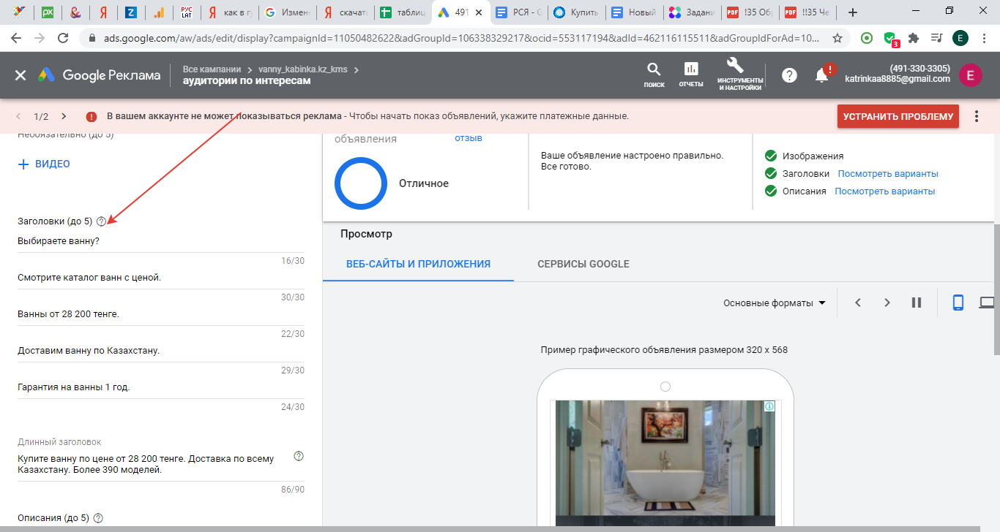 как в г
Измен
скачат
таблиц
491
РСЯ - G
Купить
Новый
Задани
!35 Обр
!!35 Че
ads.google.com/aw/ads/edit/display?campaignId=11050482622&adGroupId=106338329217&ocid=553117194&adId=462116115511&adGroupIdForAd=10...
3
E
Google Реклама
Все кампании > vanny_kabinka.kz_kms >
аудитории по интересам
ПОИСК
ОТЧЕТЫ
ИНСТРУМЕНТЫ И НАСТРОЙКИ
(491-330-3305)
katrinkaa8885@gmail.com
E
1/2
В вашем аккаунте не может показываться реклама - Чтобы начать показ объявлений, укажите платежные данные.
УСТРАНИТЬ ПРОБЛЕМУ
Необязательно (до 5)
+ ВИДЕО
Заголовки (до 5)
Выбираете ванну?
16/30
Смотрите каталог ванн с ценой.
30/30
Ванны от 28 200 тенге.
22/30
Доставим ванну по Казахстану.
29/30
Гарантия на ванны 1 год.
24/30
Длинный заголовок
Купите ванну по цене от 28 200 тенге. Доставка по всему
Казахстану. Более 390 моделей.
86/90
Описания (до 5)
объявления
отзыв
Отличное
Ваше объявление настроено правильно.
Все готово.
Изображения
Заголовки Посмотреть варианты
Описания Посмотреть варианты
Просмотр
ВЕБ-САЙТЫ И ПРИЛОЖЕНИЯ
СЕРВИСЫ GOOGLE
Основные форматы
Пример графического объявления размером 320 x 568